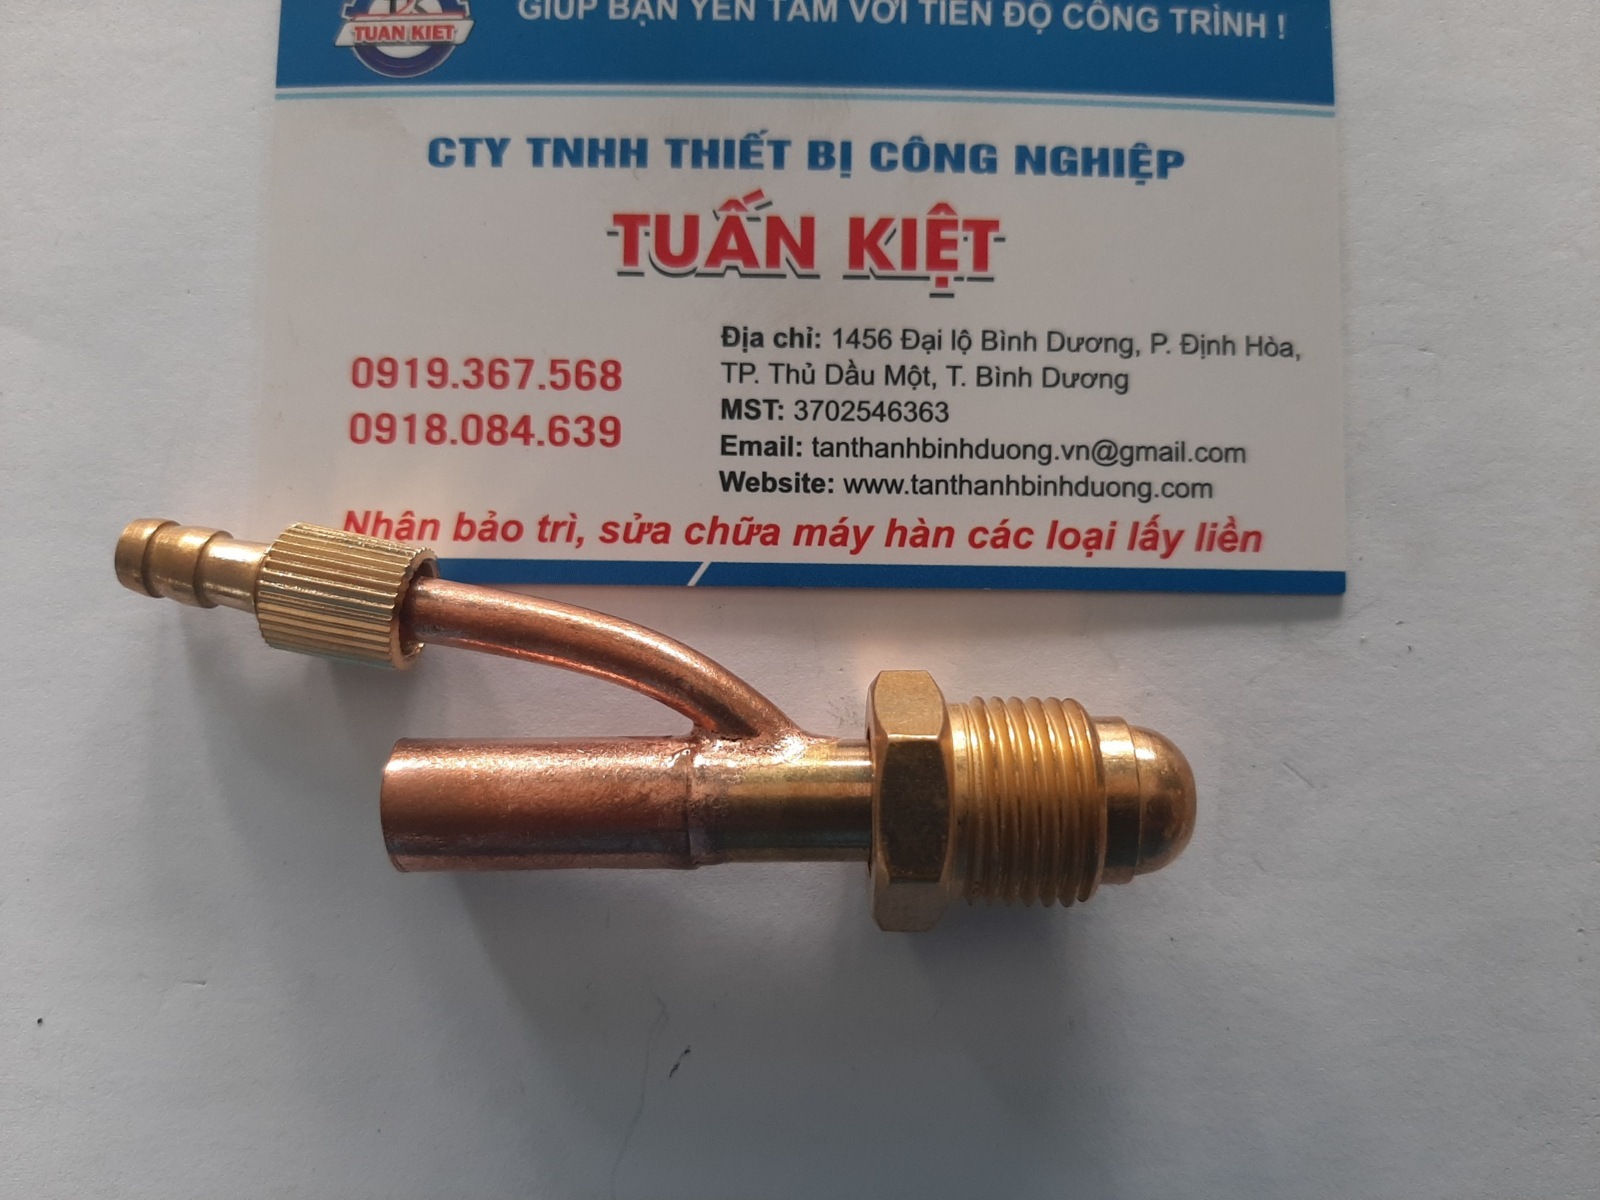 GIÚP BẠN YÊN TÂM VỚI TIẾN ĐỘ CÔNG TRÌNH !
TUẤN KIỆT
CTY TNHH THIẾT BỊ CÔNG NGHIỆP
TUẤN KIỆT
0919.367.568
0918.084.639
Địa chỉ: 1456 Đại lộ Bình Dương, P. Định Hòa,
TP. Thủ Dầu Một, T. Bình Dương
MST: 3702546363
Email: tanthanhbinhduong.vn@gmail.com
Website: www.tanthanhbinhduong.com
Nhận bảo trì, sửa chữa máy hàn các loại lấy liền